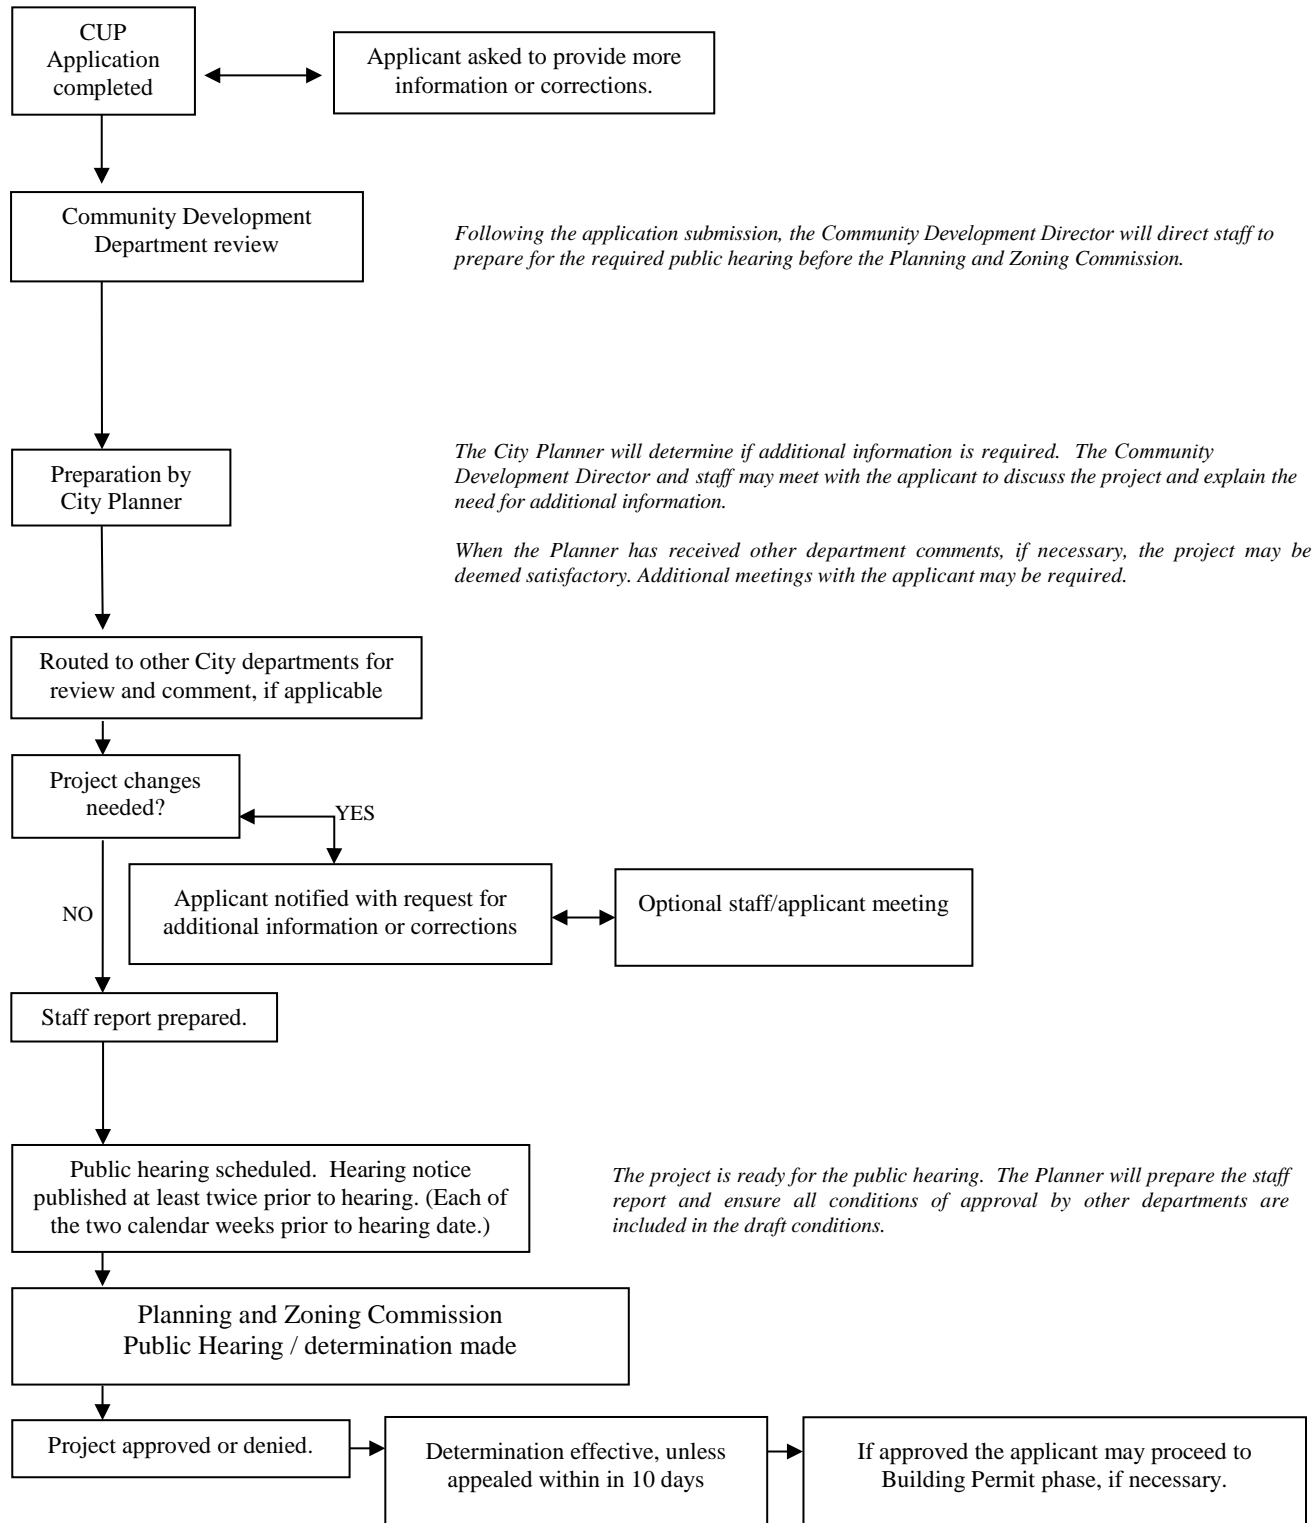 CUP
Application
completed
Applicant asked to provide more
information or corrections.
Community Development
Department review
Following the application submission, the Community Development Director will direct staff to
prepare for the required public hearing before the Planning and Zoning Commission.
Preparation by
City Planner
The City Planner will determine if additional information is required. The Community
Development Director and staff may meet with the applicant to discuss the project and explain the
need for additional information.
When the Planner has received other department comments, if necessary, the project may be
deemed satisfactory. Additional meetings with the applicant may be required.
Routed to other City departments for
review and comment, if applicable
Project changes
needed?
YES
Applicant notified with request for
additional information or corrections
Optional staff/applicant meeting
NO
Staff report prepared.
Public hearing scheduled. Hearing notice
published at least twice prior to hearing. (Each of
the two calendar weeks prior to hearing date.)
The project is ready for the public hearing. The Planner will prepare the staff
report and ensure all conditions of approval by other departments are
included in the draft conditions.
Planning and Zoning Commission
Public Hearing / determination made
Project approved or denied.
Determination effective, unless
appealed within in 10 days
If approved the applicant may proceed to
Building Permit phase, if necessary.